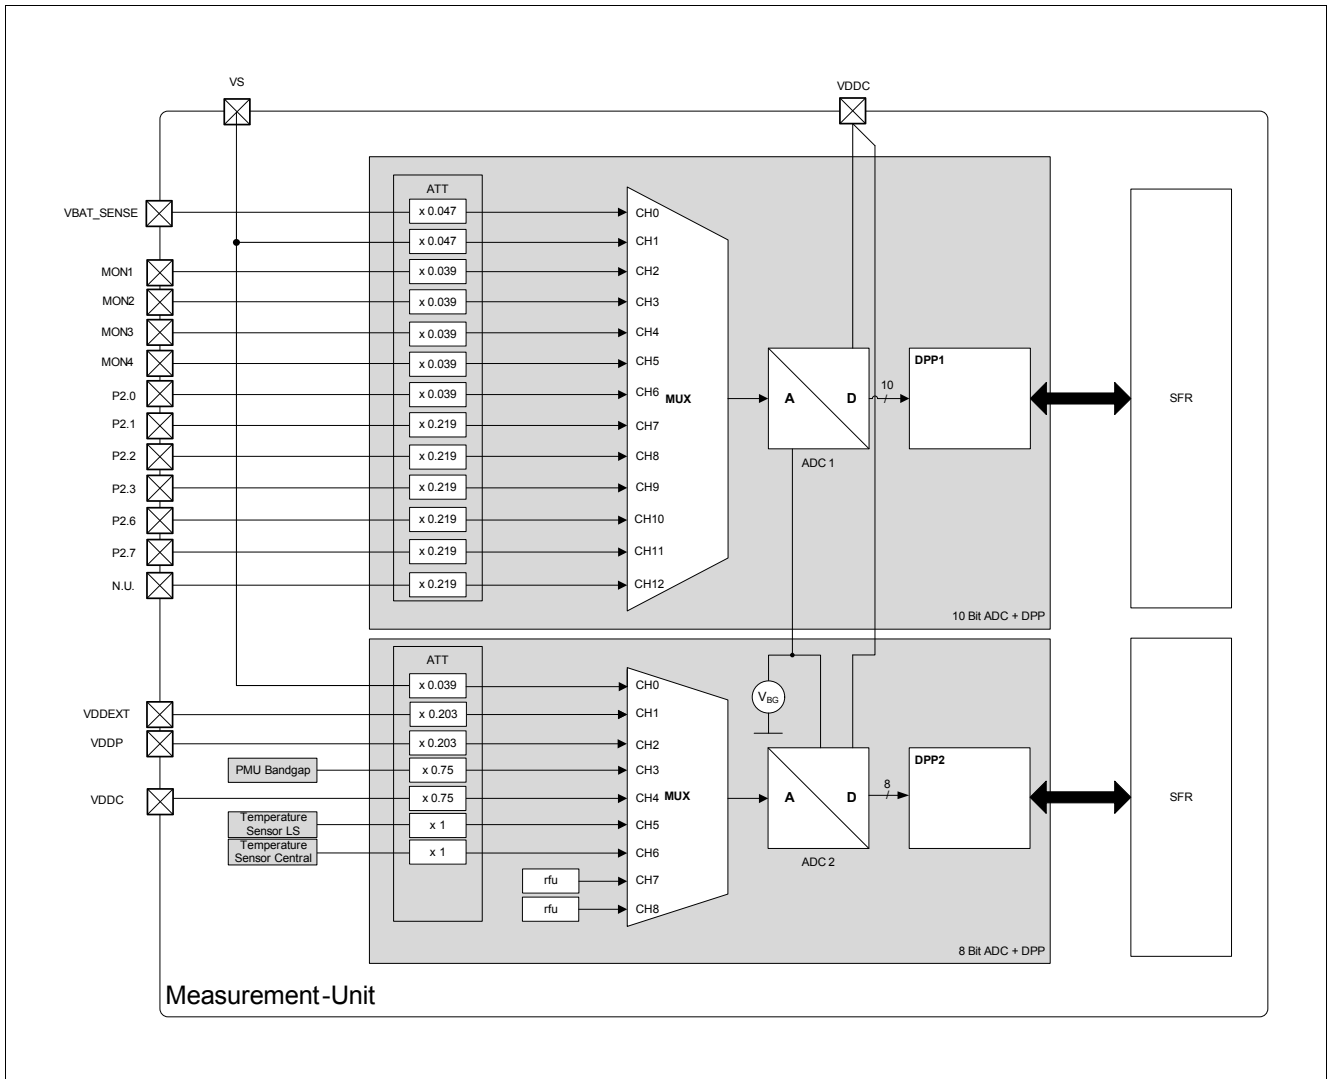 VS
VDDC
ATT
VBAT_SENSE
x 0.047
CH0
x 0.047
CH1
MON1
x 0.039
CH2
MON2
x 0.039
CH3
MON3
x 0.039
CH4
MON4
x 0.039
CH5
P2.0
x 0.039
CH6
MUX
P2.1
x 0.219
CH7
P2.2
x 0.219
CH8
P2.3
x 0.219
CH9
P2.6
x 0.219
CH10
P2.7
x 0.219
CH11
N.U.
x 0.219
CH12
A
D
ADC 1
10
DPP1
SFR
10 Bit ADC + DPP
ATT
x 0.039
CH0
VDDEXT
x 0.203
CH1
VDDP
x 0.203
CH2
PMU Bandgap
x 0.75
CH3
VDDC
x 0.75
CH4
MUX
Temperature
Sensor LS
x 1
CH5
Temperature
Sensor Central
x 1
CH6
rfu
CH7
rfu
CH8
VBG
A
D
ADC 2
8
DPP2
SFR
8 Bit ADC + DPP
Measurement-Unit